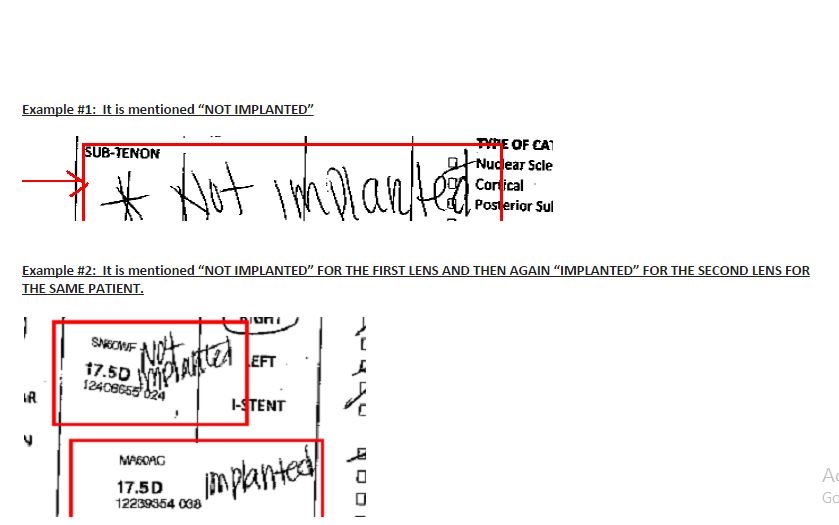 Example #1:  It is mentioned “NOT IMPLANTED”
SUB-TENON
TYPE OF CAT
* Not implanted
Nuclear Scle
Cortical
Posterior Sul
Example #2:  It is mentioned “NOT IMPLANTED” FOR THE FIRST LENS AND THEN AGAIN “IMPLANTED” FOR THE SECOND LENS FOR
THE SAME PATIENT.
RIGHT
SN60WF Not
17.5D implanted
12408655 024
LEFT
I-STENT
MA60AC
17.5D implanted
12239354 038